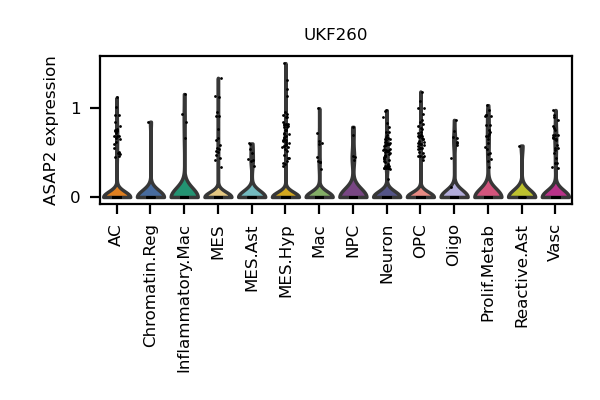 UKF260
ASAP2 expression
1
0
AC
Chromatin.Reg
Inflammatory.Mac
MES
MES.Ast
MES.Hyp
Mac
NPC
Neuron
OPC
Oligo
Prolif.Metab
Reactive.Ast
Vasc